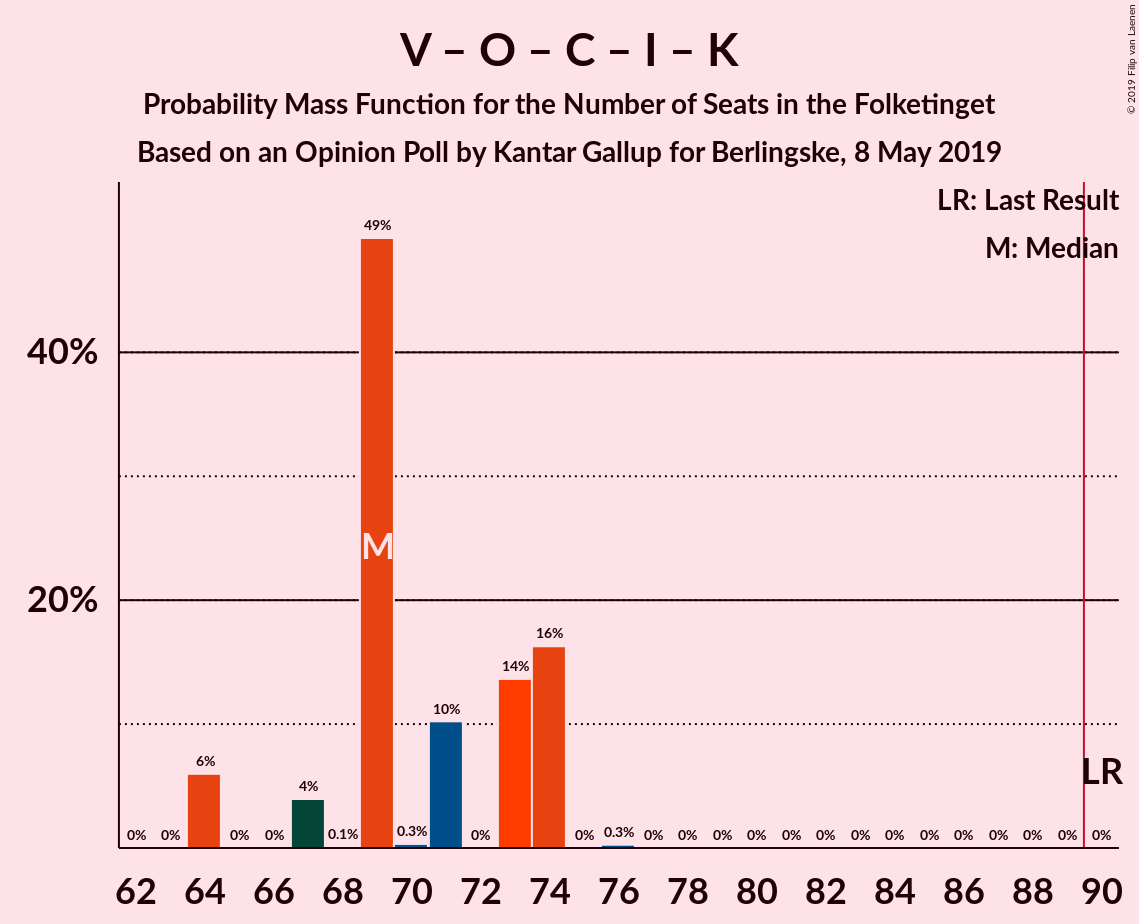 V – O – C – I – K
Probability Mass Function for the Number of Seats in the Folketinget
Based on an Opinion Poll by Kantar Gallup for Berlingske, 8 May 2019
© 2019 Filip van Laenen
LR: Last Result
M: Median
40%
20%
0% 0% 6% 0% 0% 4% 0.1% 49% 0.3% 10% 0% 14% 16% 0% 0.3% 0% 0% 0% 0% 0% 0% 0% 0% 0% 0% 0% 0% 0% 0%
M
LR
62 64 66 68 70 72 74 76 78 80 82 84 86 88 90